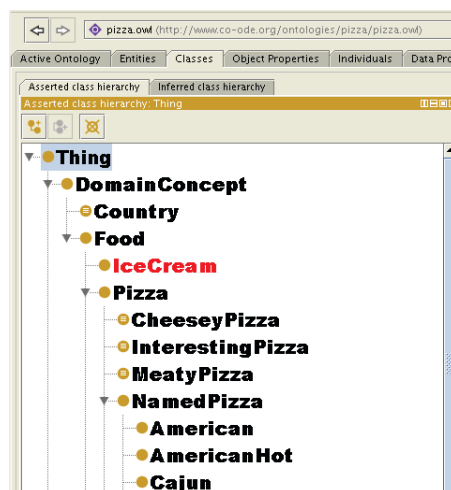 pizza.owl (http://www.co-ode.org/ontologies/pizza/pizza.owl)
Active Ontology Entities Classes Object Properties Individuals Data Pro
Asserted class hierarchy Inferred class hierarchy
Asserted class hierarchy: Thing
Thing
DomainConcept
Country
Food
IceCream
Pizza
CheeseyPizza
InterestingPizza
MeatyPizza
NamedPizza
American
AmericanHot
Cajun